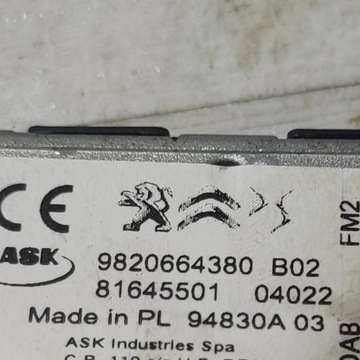 CE
ASK
9820664380 B02
81645501 04022
Made in PL 94830A 03
ASK Industries Spa
FM2